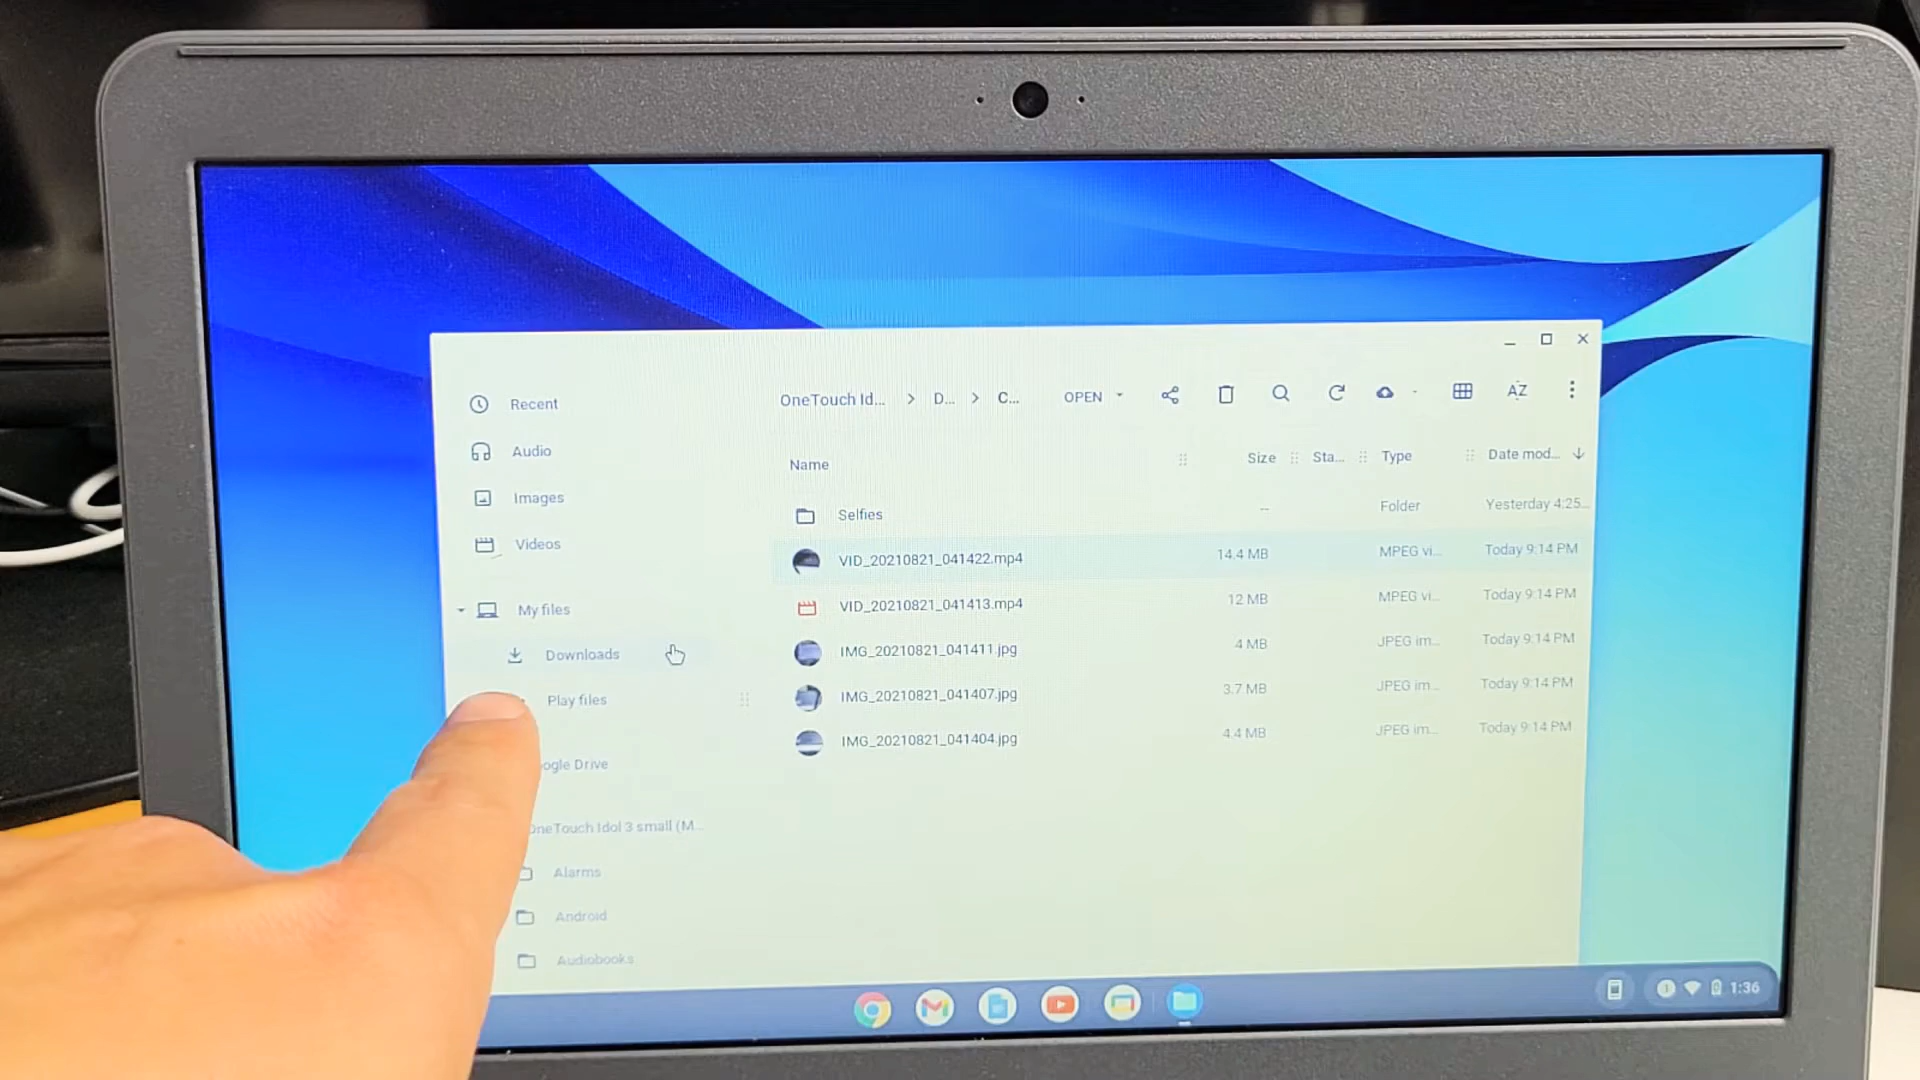 Recent
Audio
Images
Videos
My files
Downloads
Play files
ogle Drive
OneTouch Idol 3 small (M...
Alarms
Android
Audiobooks
OneTouch Id... > D... > C... OPEN AZ
Name Size Sta... Type Date mod...
Selfies -- Folder Yesterday 4:25...
VID_20210821_041422.mp4 14.4 MB MPEG vi... Today 9:14 PM
VID_20210821_041413.mp4 12 MB MPEG vi... Today 9:14 PM
IMG_20210821_041411.jpg 4 MB JPEG im... Today 9:14 PM
IMG_20210821_041407.jpg 3.7 MB JPEG im... Today 9:14 PM
IMG_20210821_041404.jpg 4.4 MB JPEG im... Today 9:14 PM
1 1:36